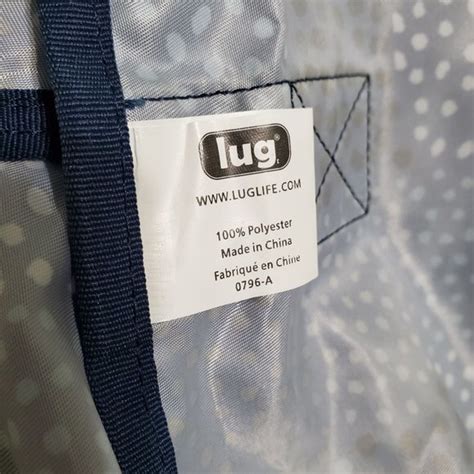 lug
WWW.LUGLIFE.COM
100% Polyester
Made in China
Fabriqué en Chine
0796-A